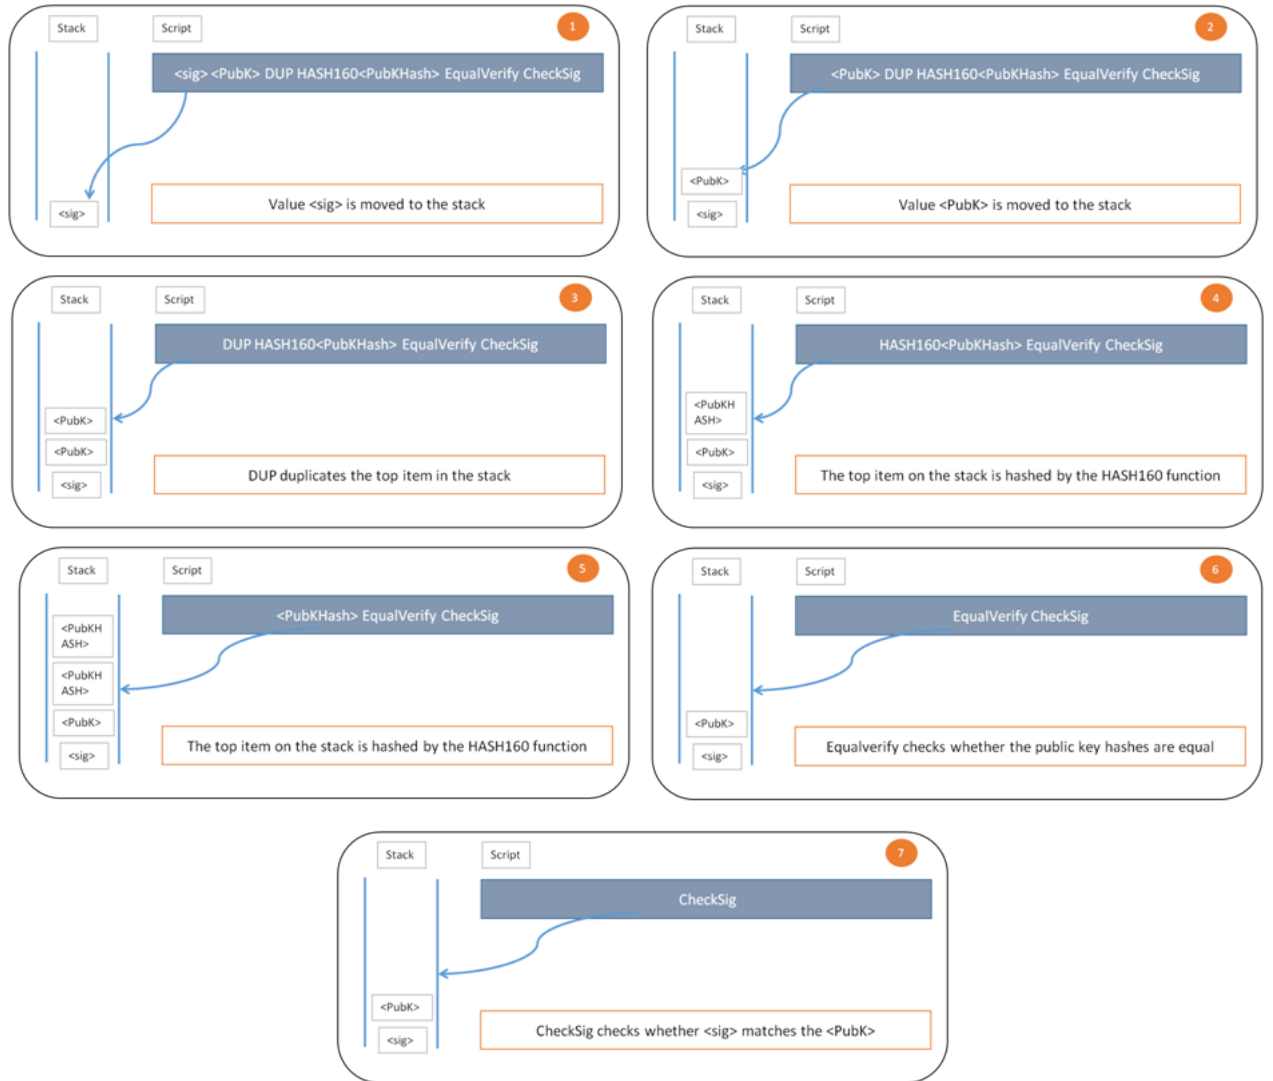 Stack
Script
1
<sig> <PubK> DUP HASH160<PubKHash> EqualVerify CheckSig
<sig>
Value <sig> is moved to the stack
Stack
Script
2
<PubK> DUP HASH160<PubKHash> EqualVerify CheckSig
<PubK>
<sig>
Value <PubK> is moved to the stack
Stack
Script
3
DUP HASH160<PubKHash> EqualVerify CheckSig
<PubK>
<PubK>
<sig>
DUP duplicates the top item in the stack
Stack
Script
4
HASH160<PubKHash> EqualVerify CheckSig
<PubKH
ASH>
<PubK>
<sig>
The top item on the stack is hashed by the HASH160 function
Stack
Script
5
<PubKHash> EqualVerify CheckSig
<PubKH
ASH>
<PubKH
ASH>
<PubK>
<sig>
The top item on the stack is hashed by the HASH160 function
Stack
Script
6
EqualVerify CheckSig
<PubK>
<sig>
Equalverify checks whether the public key hashes are equal
Stack
Script
7
CheckSig
<PubK>
<sig>
CheckSig checks whether <sig> matches the <PubK>